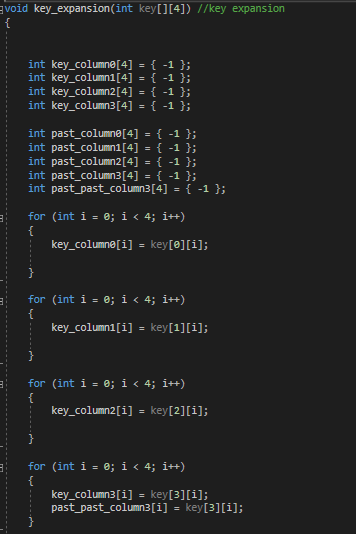 void key_expansion(int key[][4]) //key expansion
{
int key_column0[4] = { -1 };
int key_column1[4] = { -1 };
int key_column2[4] = { -1 };
int key_column3[4] = { -1 };
int past_column0[4] = { -1 };
int past_column1[4] = { -1 };
int past_column2[4] = { -1 };
int past_column3[4] = { -1 };
int past_past_column3[4] = { -1 };
for (int i = 0; i < 4; i++)
{
key_column0[i] = key[0][i];
}
for (int i = 0; i < 4; i++)
{
key_column1[i] = key[1][i];
}
for (int i = 0; i < 4; i++)
{
key_column2[i] = key[2][i];
}
for (int i = 0; i < 4; i++)
{
key_column3[i] = key[3][i];
past_past_column3[i] = key[3][i];
}